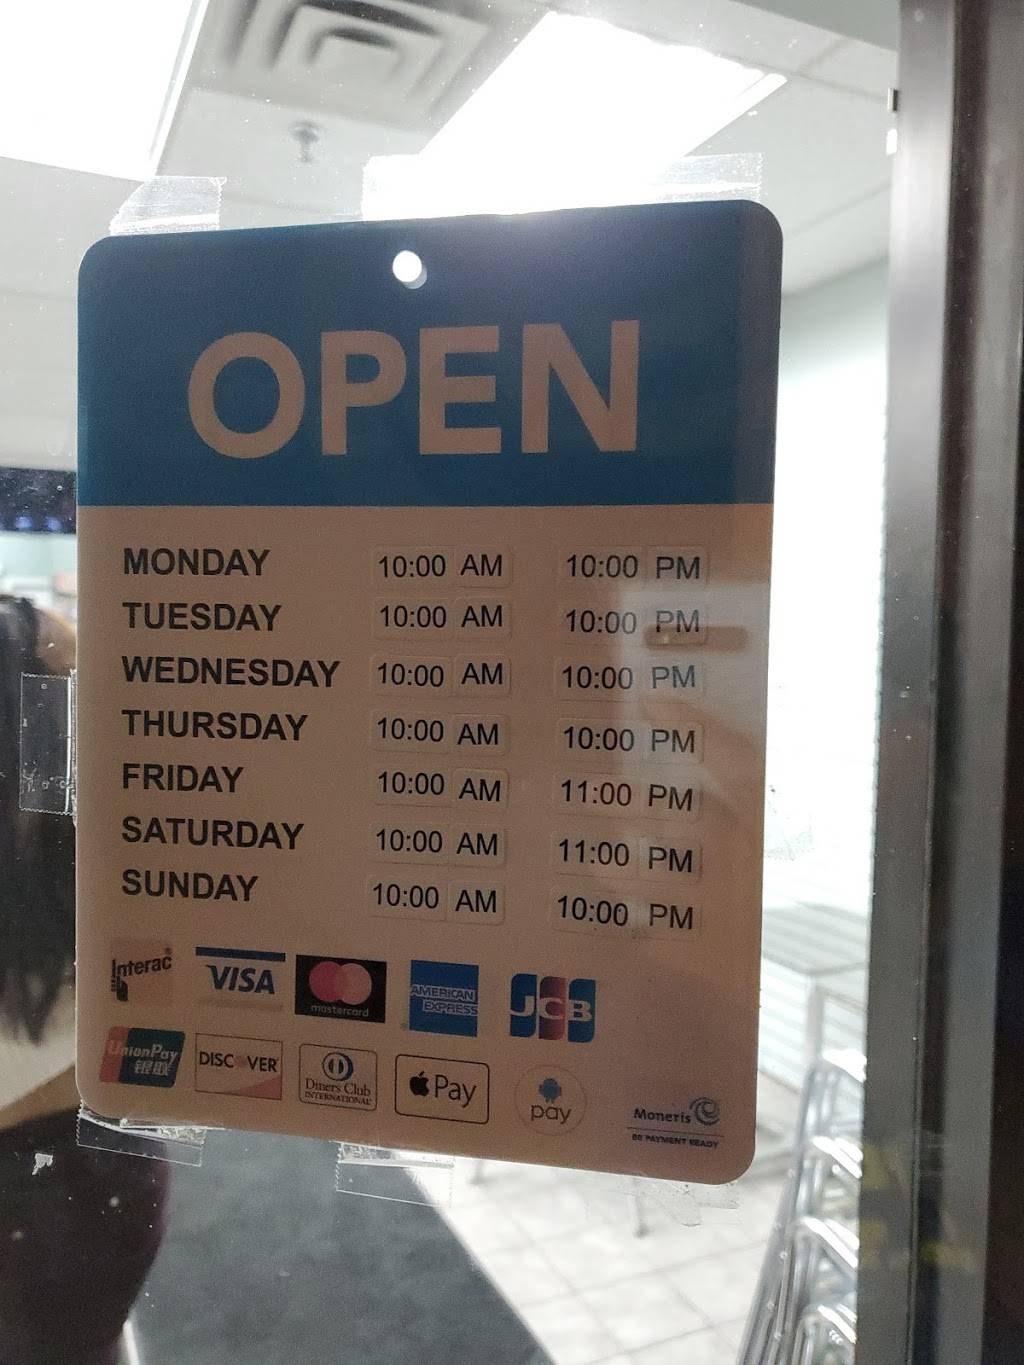 OPEN
MONDAY 10:00 AM 10:00 PM
TUESDAY 10:00 AM 10:00 PM
WEDNESDAY 10:00 AM 10:00 PM
THURSDAY 10:00 AM 10:00 PM
FRIDAY 10:00 AM 11:00 PM
SATURDAY 10:00 AM 11:00 PM
SUNDAY 10:00 AM 10:00 PM
Interac VISA mastercard AMERICAN EXPRESS JCB
UnionPay 银联 DISCOVER Diners Club INTERNATIONAL Pay pay
Moneris
BE PAYMENT READY